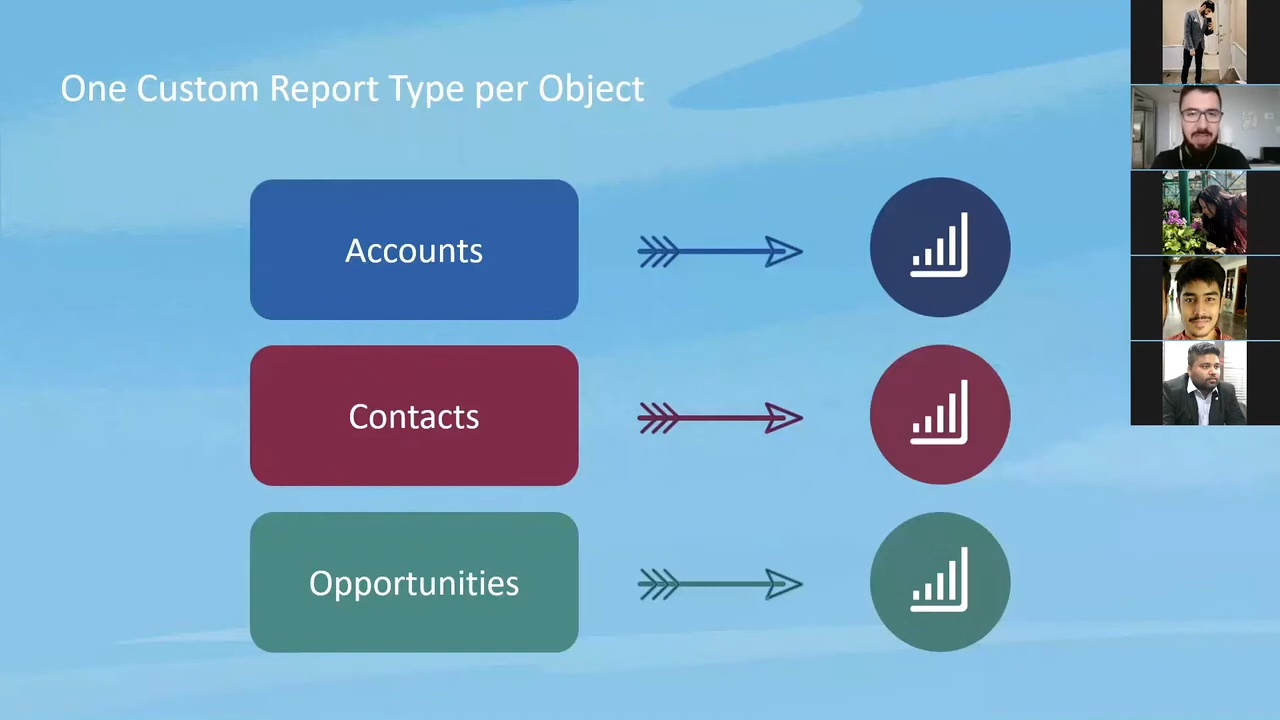 One Custom Report Type per Object
Accounts
Contacts
Opportunities